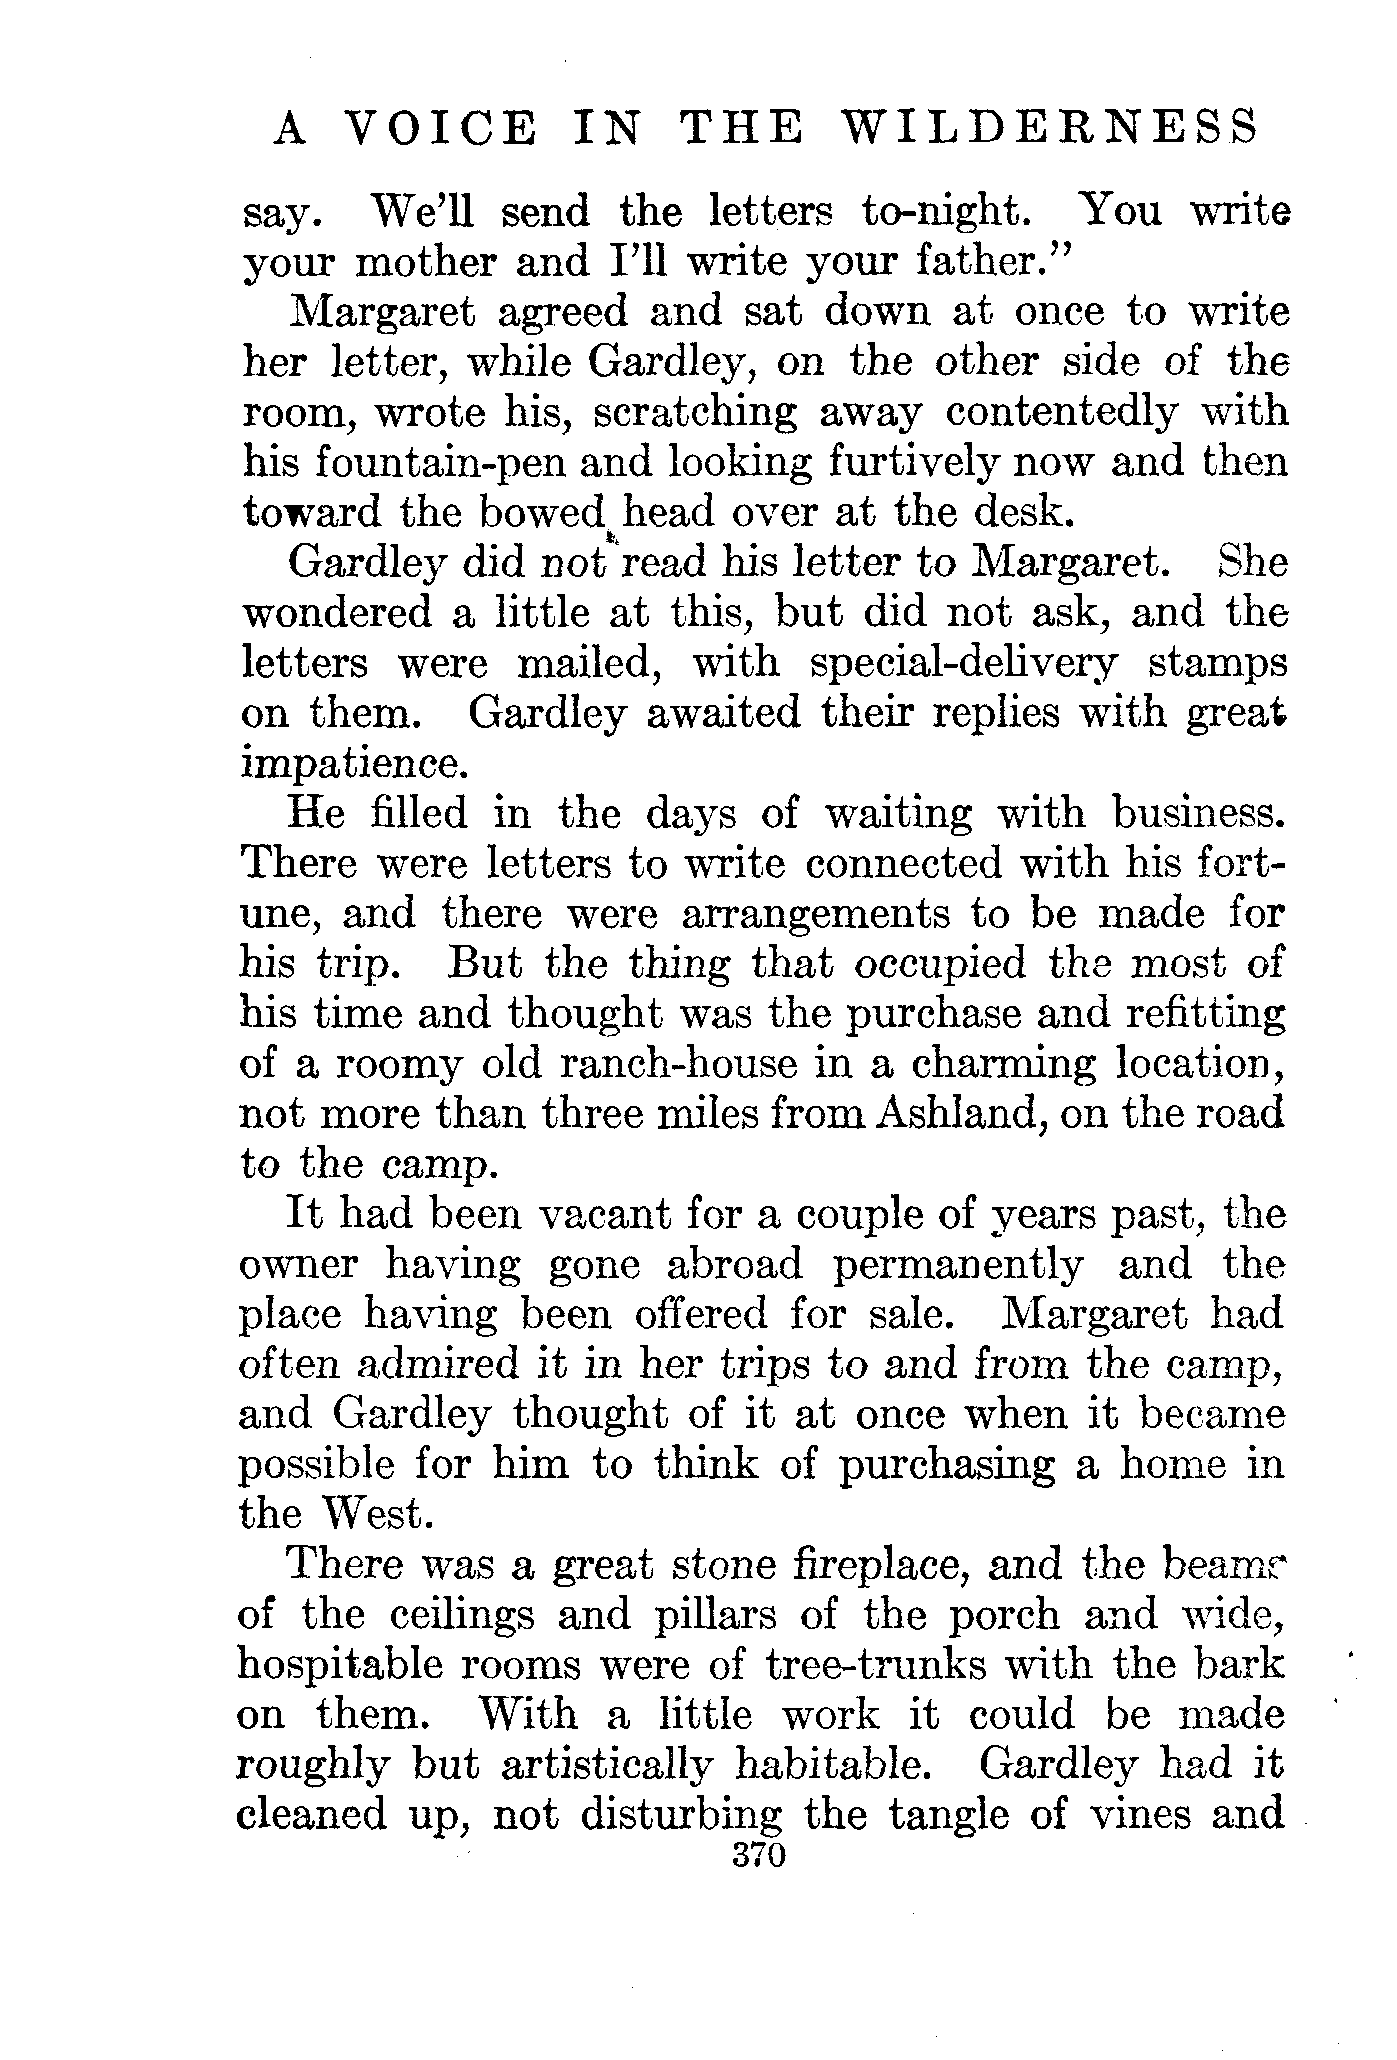 A VOICE IN THE WILDERNESS
say. We'll send the letters to-night. You write
your mother and I'll write your father."
Margaret agreed and sat down at once to write
her letter, while Gardley, on the other side of the
room, wrote his, scratching away contentedly with
his fountain-pen and looking furtively now and then
toward the bowed head over at the desk.
Gardley did not read his letter to Margaret. She
wondered a little at this, but did not ask, and the
letters were mailed, with special-delivery stamps
on them. Gardley awaited their replies with great
impatience.
He filled in the days of waiting with business.
There were letters to write connected with his fort-
une, and there were arrangements to be made for
his trip. But the thing that occupied the most of
his time and thought was the purchase and refitting
of a roomy old ranch-house in a charming location,
not more than three miles from Ashland, on the road
to the camp.
It had been vacant for a couple of years past, the
owner having gone abroad permanently and the
place having been offered for sale. Margaret had
often admired it in her trips to and from the camp,
and Gardley thought of it at once when it became
possible for him to think of purchasing a home in
the West.
There was a great stone fireplace, and the beams
of the ceilings and pillars of the porch and wide,
hospitable rooms were of tree-trunks with the bark
on them. With a little work it could be made
roughly but artistically habitable. Gardley had it
cleaned up, not disturbing the tangle of vines and
370